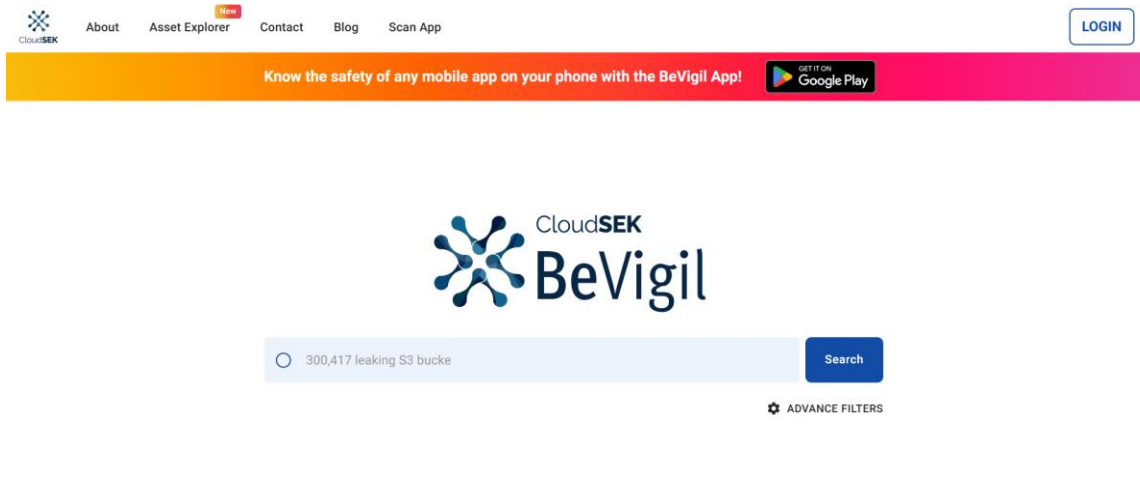 CloudSEK
About
Asset Explorer
New
Contact
Blog
Scan App
LOGIN
Know the safety of any mobile app on your phone with the BeVigil App!
GET IT ON
Google Play
CloudSEK
BeVigil
300,417 leaking S3 bucke
Search
ADVANCE FILTERS